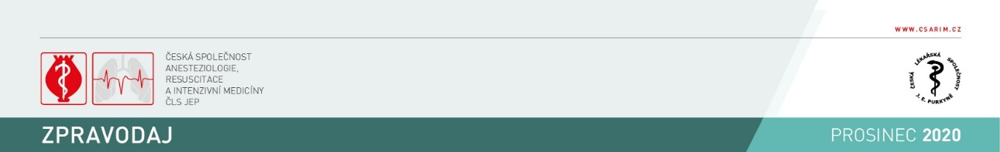 WWW.CSARIM.CZ
ČESKÁ SPOLEČNOST
ANESTEZIOLOGIE,
RESUSCITACE
A INTENZIVNÍ MEDICÍNY
ČLS JEP
ČESKÁ LÉKAŘSKÁ SPOLEČNOST
J. E. PURKYNĚ
ZPRAVODAJ
PROSINEC 2020